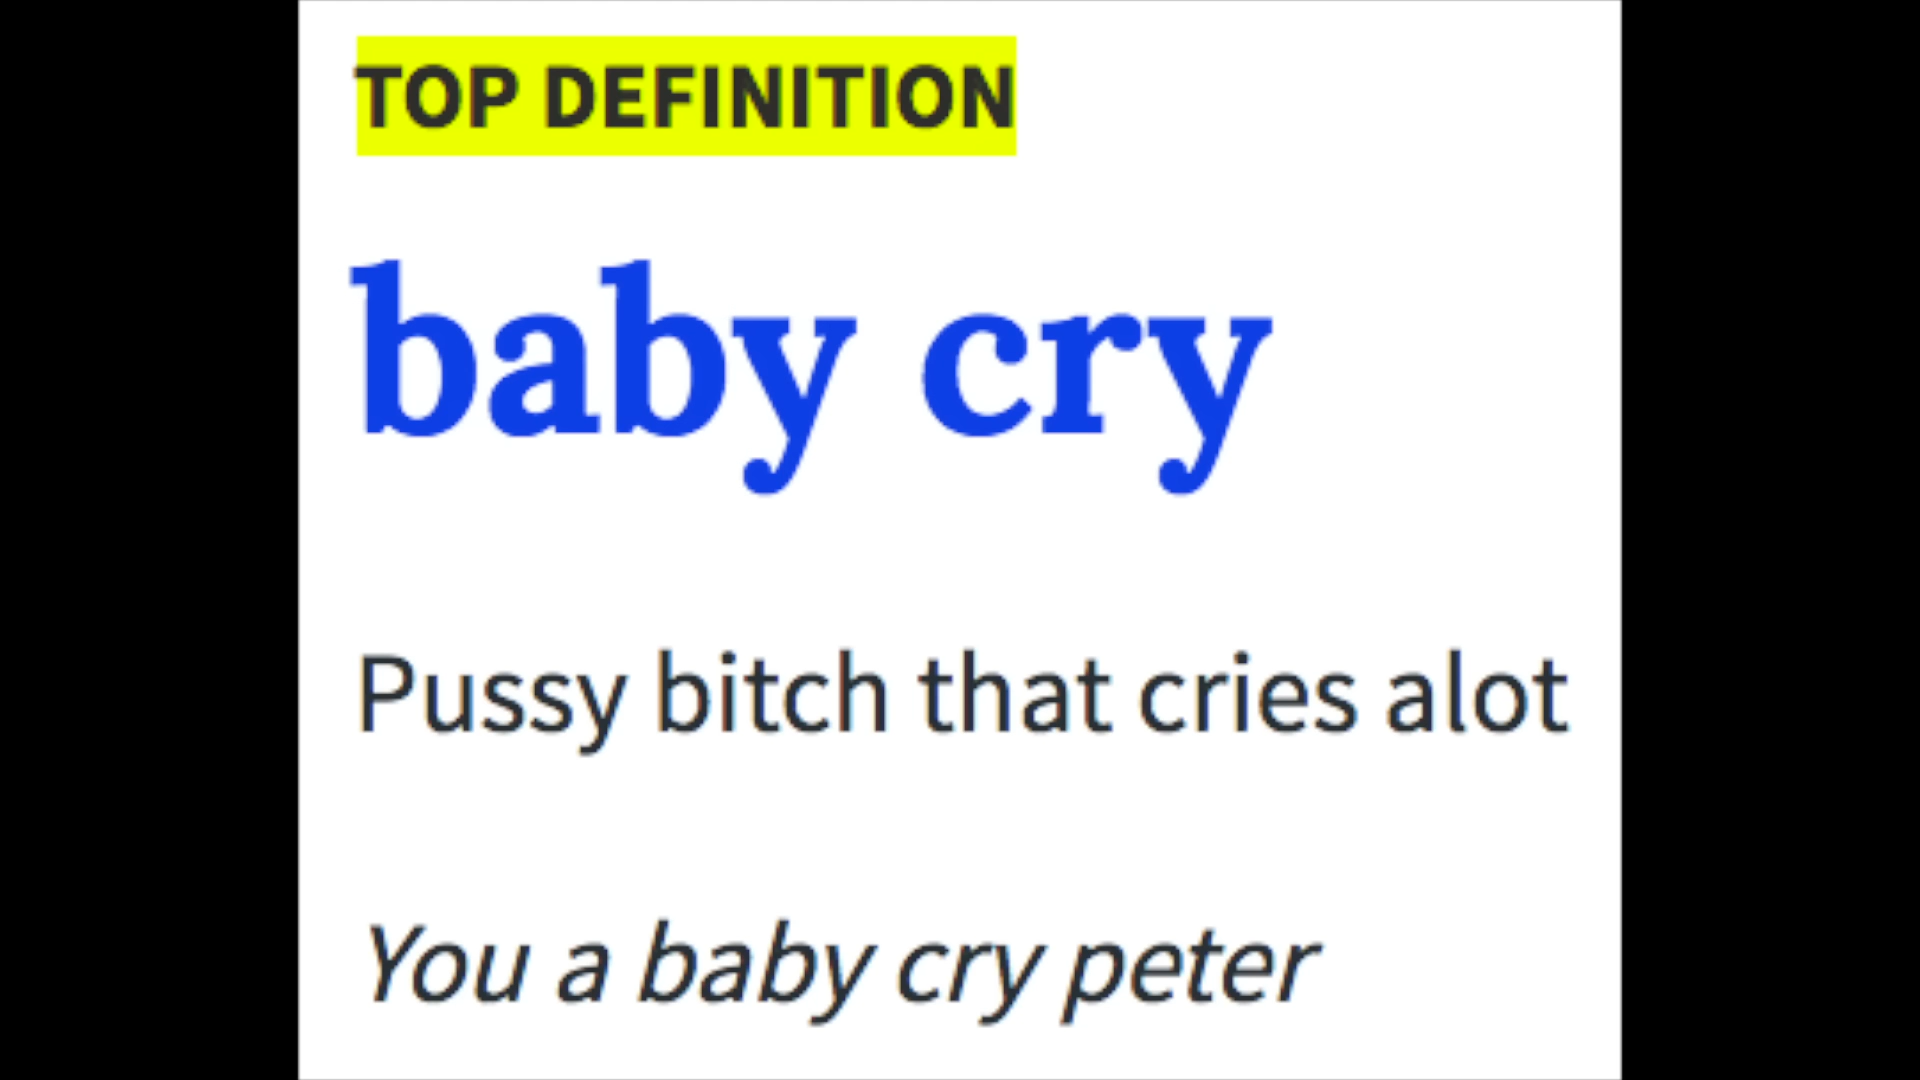 TOP DEFINITION
baby cry
Pussy bitch that cries alot
You a baby cry peter